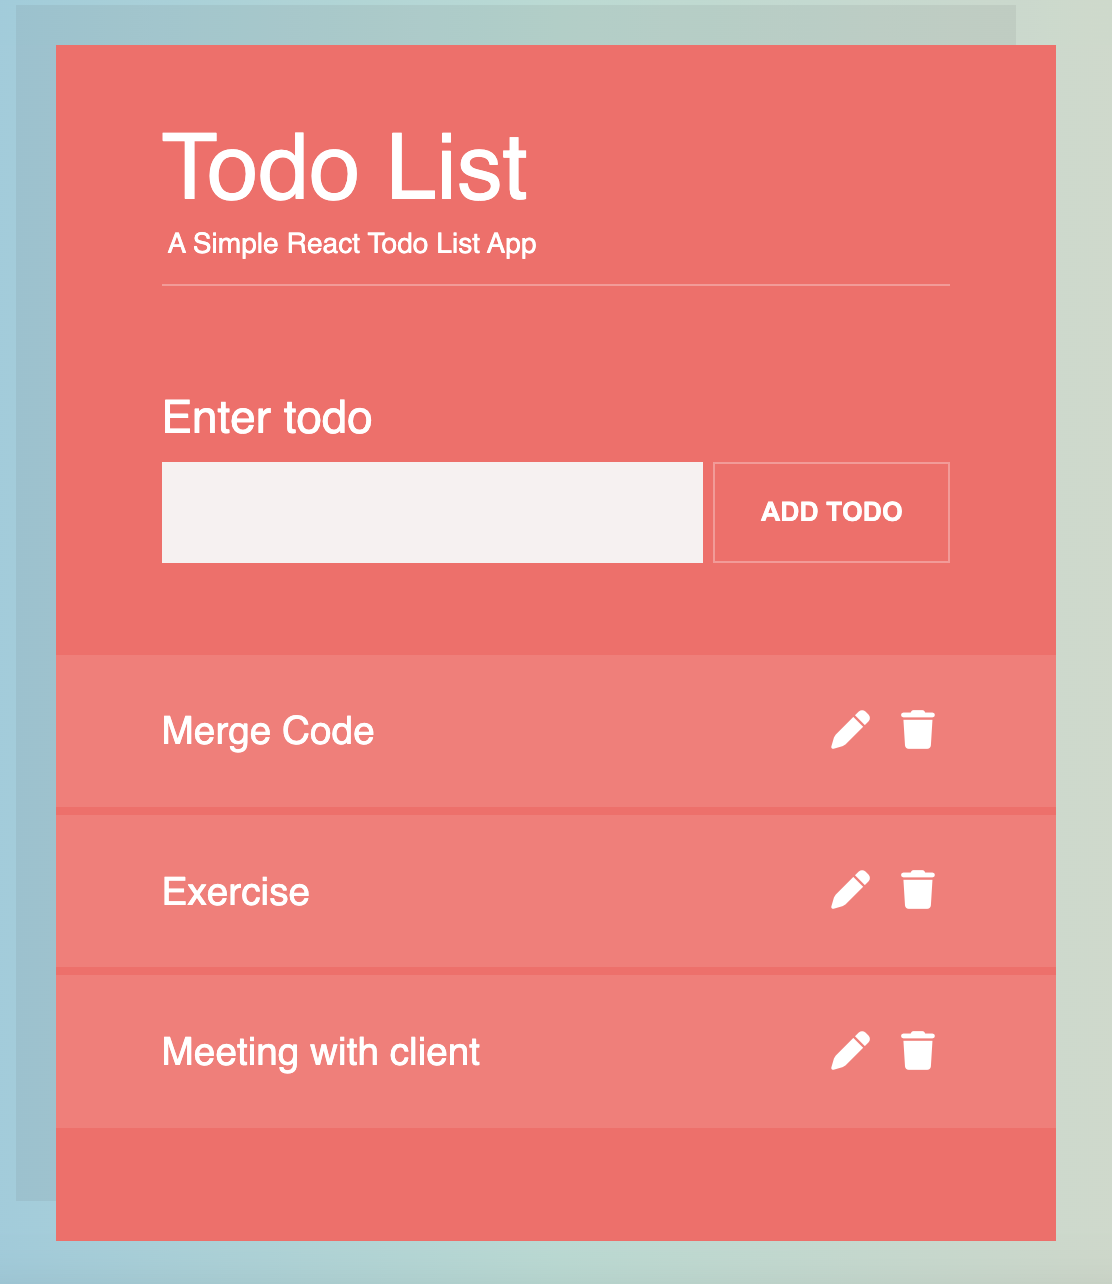 Todo List
A Simple React Todo List App
Enter todo
ADD TODO
Merge Code
Exercise
Meeting with client